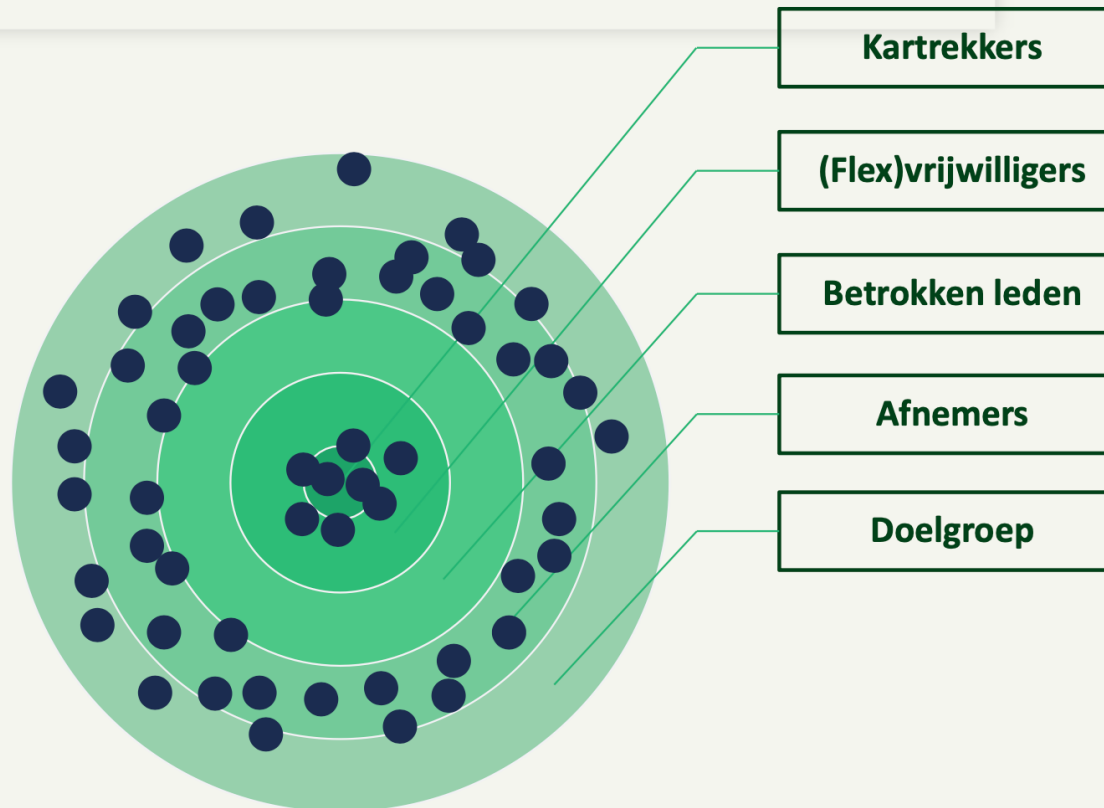 Kartrekkers
(Flex)vrijwilligers
Betrokken leden
Afnemers
Doelgroep